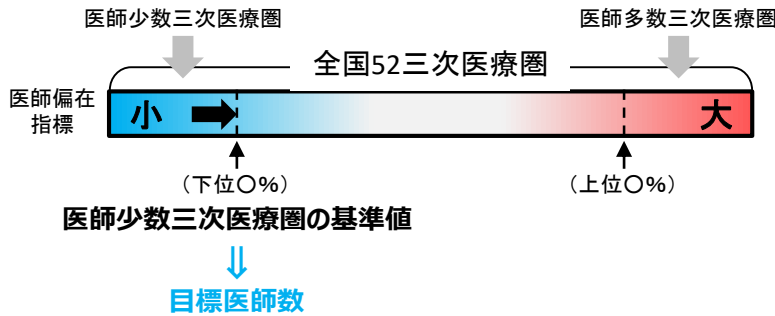 医師少数三次医療圏
医師多数三次医療圏
全国52三次医療圏
医師偏在
指標
小
大
（下位〇%）
（上位〇%）
医師少数三次医療圏の基準値
⇓
目標医師数